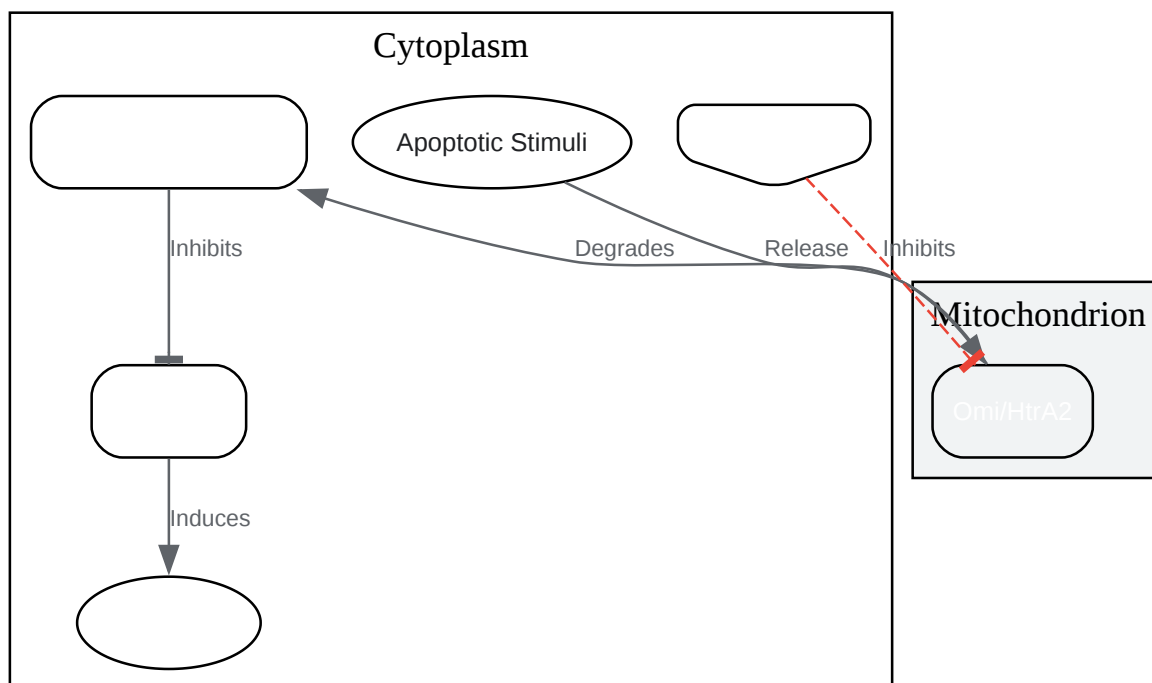 Cytoplasm
Apoptotic Stimuli
Inhibits
Degrades
Release
Inhibits
Mitochondrion
Omi/HtrA2
Induces